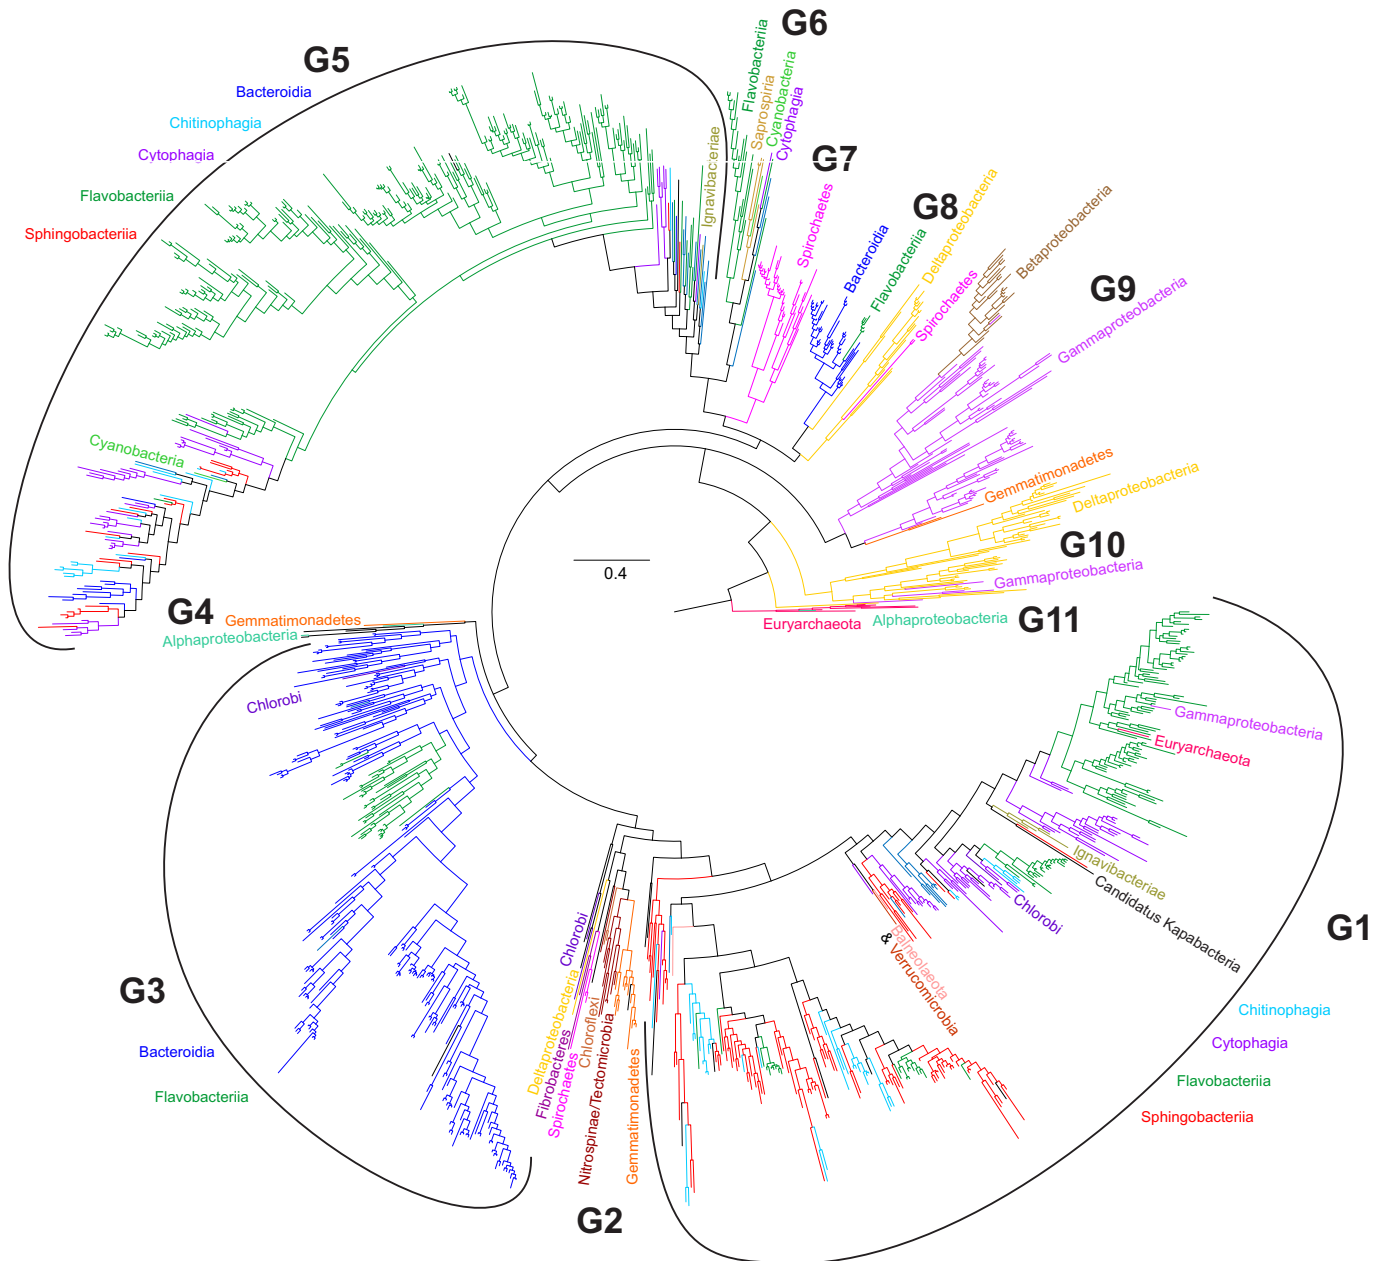 G5
Bacteroidia
Chitinophagia
Cytophagia
Flavobacteriia
Sphingobacteriia
Cyanobacteria
Ignavibacteriae
G6
Flavobacteriia
Saprospiria
Cyanobacteria
Cytophagia
G7
Spirochaetes
G8
Bacteroidia
Flavobacteriia
Deltaproteobacteria
Spirochaetes
Betaproteobacteria
G9
Gammaproteobacteria
Gemmatimonadetes
Deltaproteobacteria
G10
Gammaproteobacteria
0.4
G11
Euryarchaeota
Alphaproteobacteria
G4
Gemmatimonadetes
Alphaproteobacteria
Chlorobi
G3
Bacteroidia
Flavobacteriia
Chlorobi
Deltaproteobacteria
Fibrobacteres
Spirochaetes
Chloroflexi
Nitrospinae/Tectomicrobia
Gemmatimonadetes
G2
Gammaproteobacteria
Euryarchaeota
Ignavibacteriae
Candidatus Kapabacteria
Chlorobi
Balneolaeota
& Verrucomicrobia
G1
Chitinophagia
Cytophagia
Flavobacteriia
Sphingobacteriia